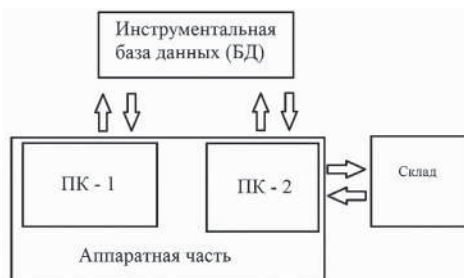 Инструментальная
база данных (БД)
ПК - 1
ПК - 2
Склад
Аппаратная часть